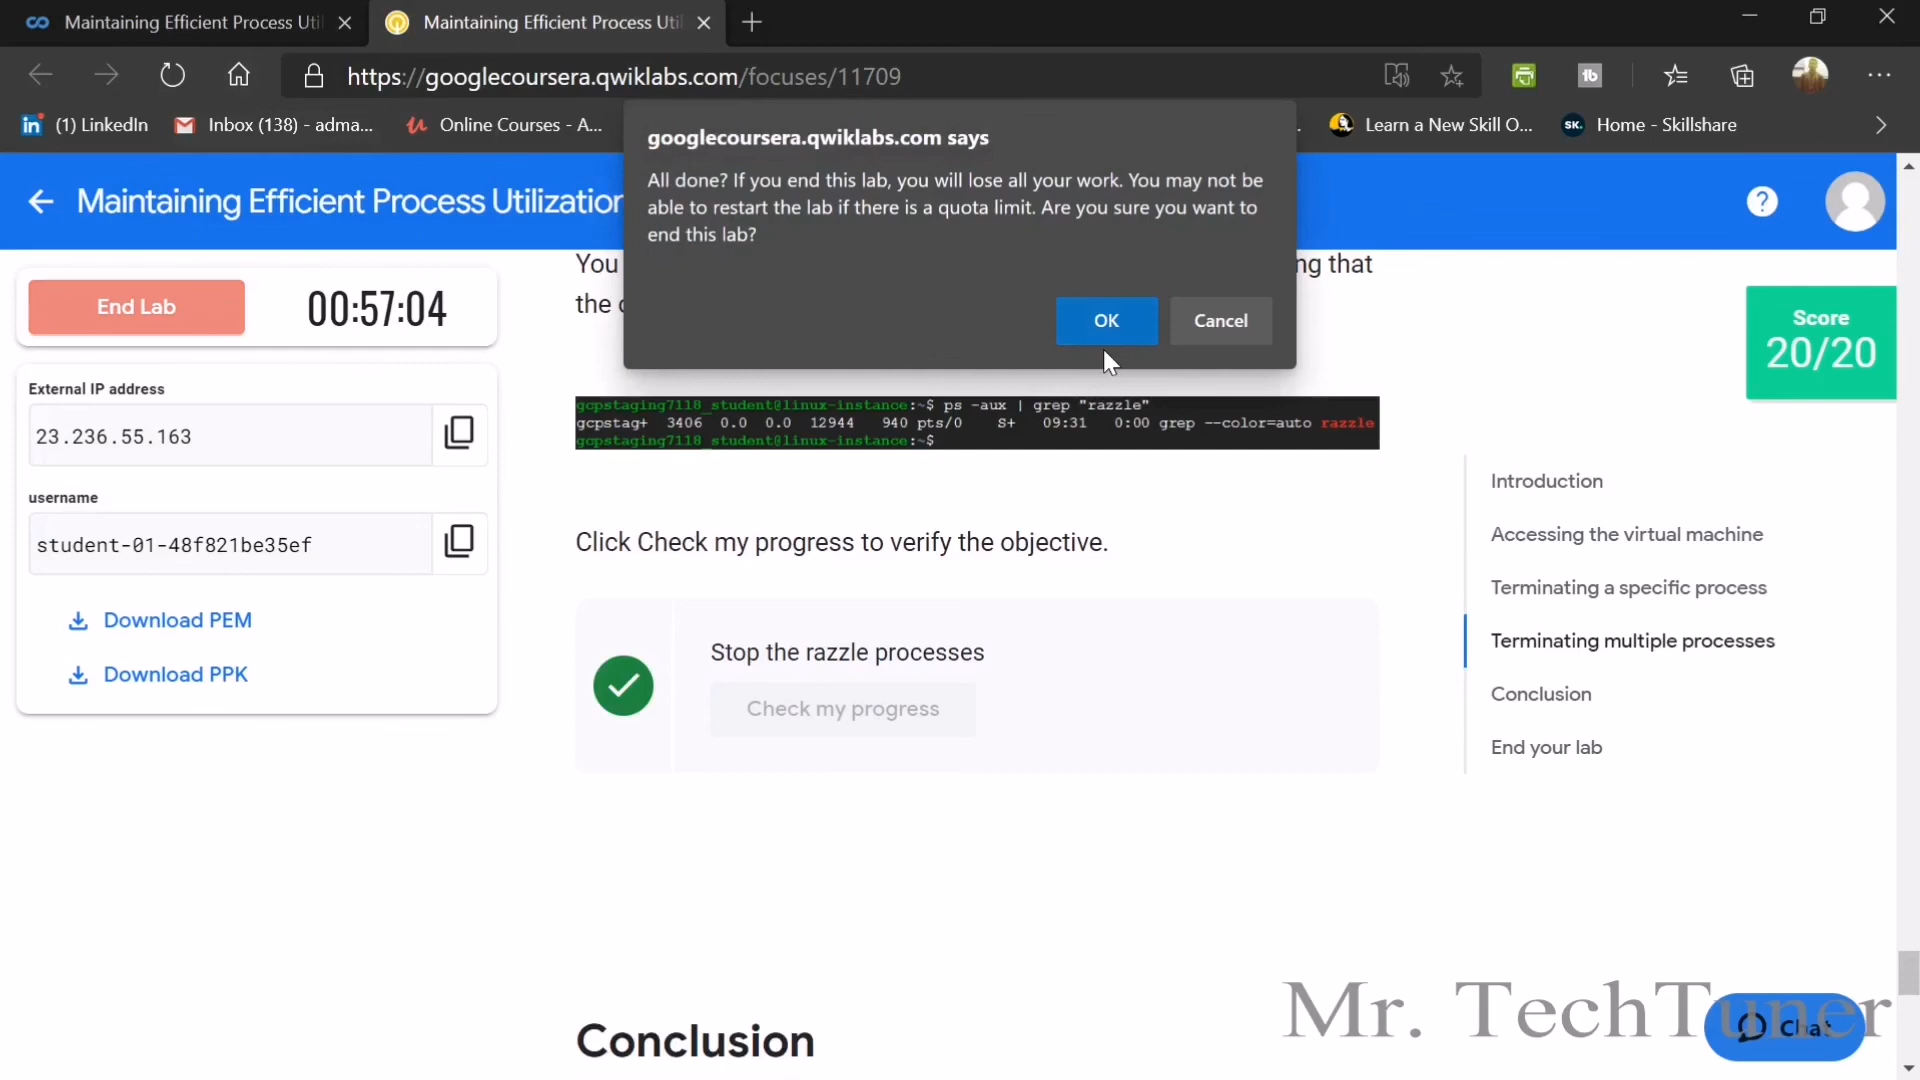 Maintaining Efficient Process Uti
Maintaining Efficient Process Uti
https://googlecoursera.qwiklabs.com/focuses/11709
(1) LinkedIn
Inbox (138) - adma...
Online Courses - A...
Learn a New Skill O...
SK.
Home - Skillshare
googlecoursera.qwiklabs.com says
All done? If you end this lab, you will lose all your work. You may not be
able to restart the lab if there is a quota limit. Are you sure you want to
end this lab?
OK
Cancel
Maintaining Efficient Process Utilization
?
End Lab
00:57:04
External IP address
23.236.55.163
username
student-01-48f821be35ef
Download PEM
Download PPK
You
ng that
the
gcpstaging7118_student@linux-instance:~$ ps -aux | grep "razzle"
gcpstag+ 3406 0.0 0.0 12944 940 pts/0 S+ 09:31 0:00 grep --color=auto razzle
gcpstaging7118_student@linux-instance:~$
Click Check my progress to verify the objective.
Stop the razzle processes
Check my progress
Conclusion
Score
20/20
Introduction
Accessing the virtual machine
Terminating a specific process
Terminating multiple processes
Conclusion
End your lab
Mr. TechTuner
Chat